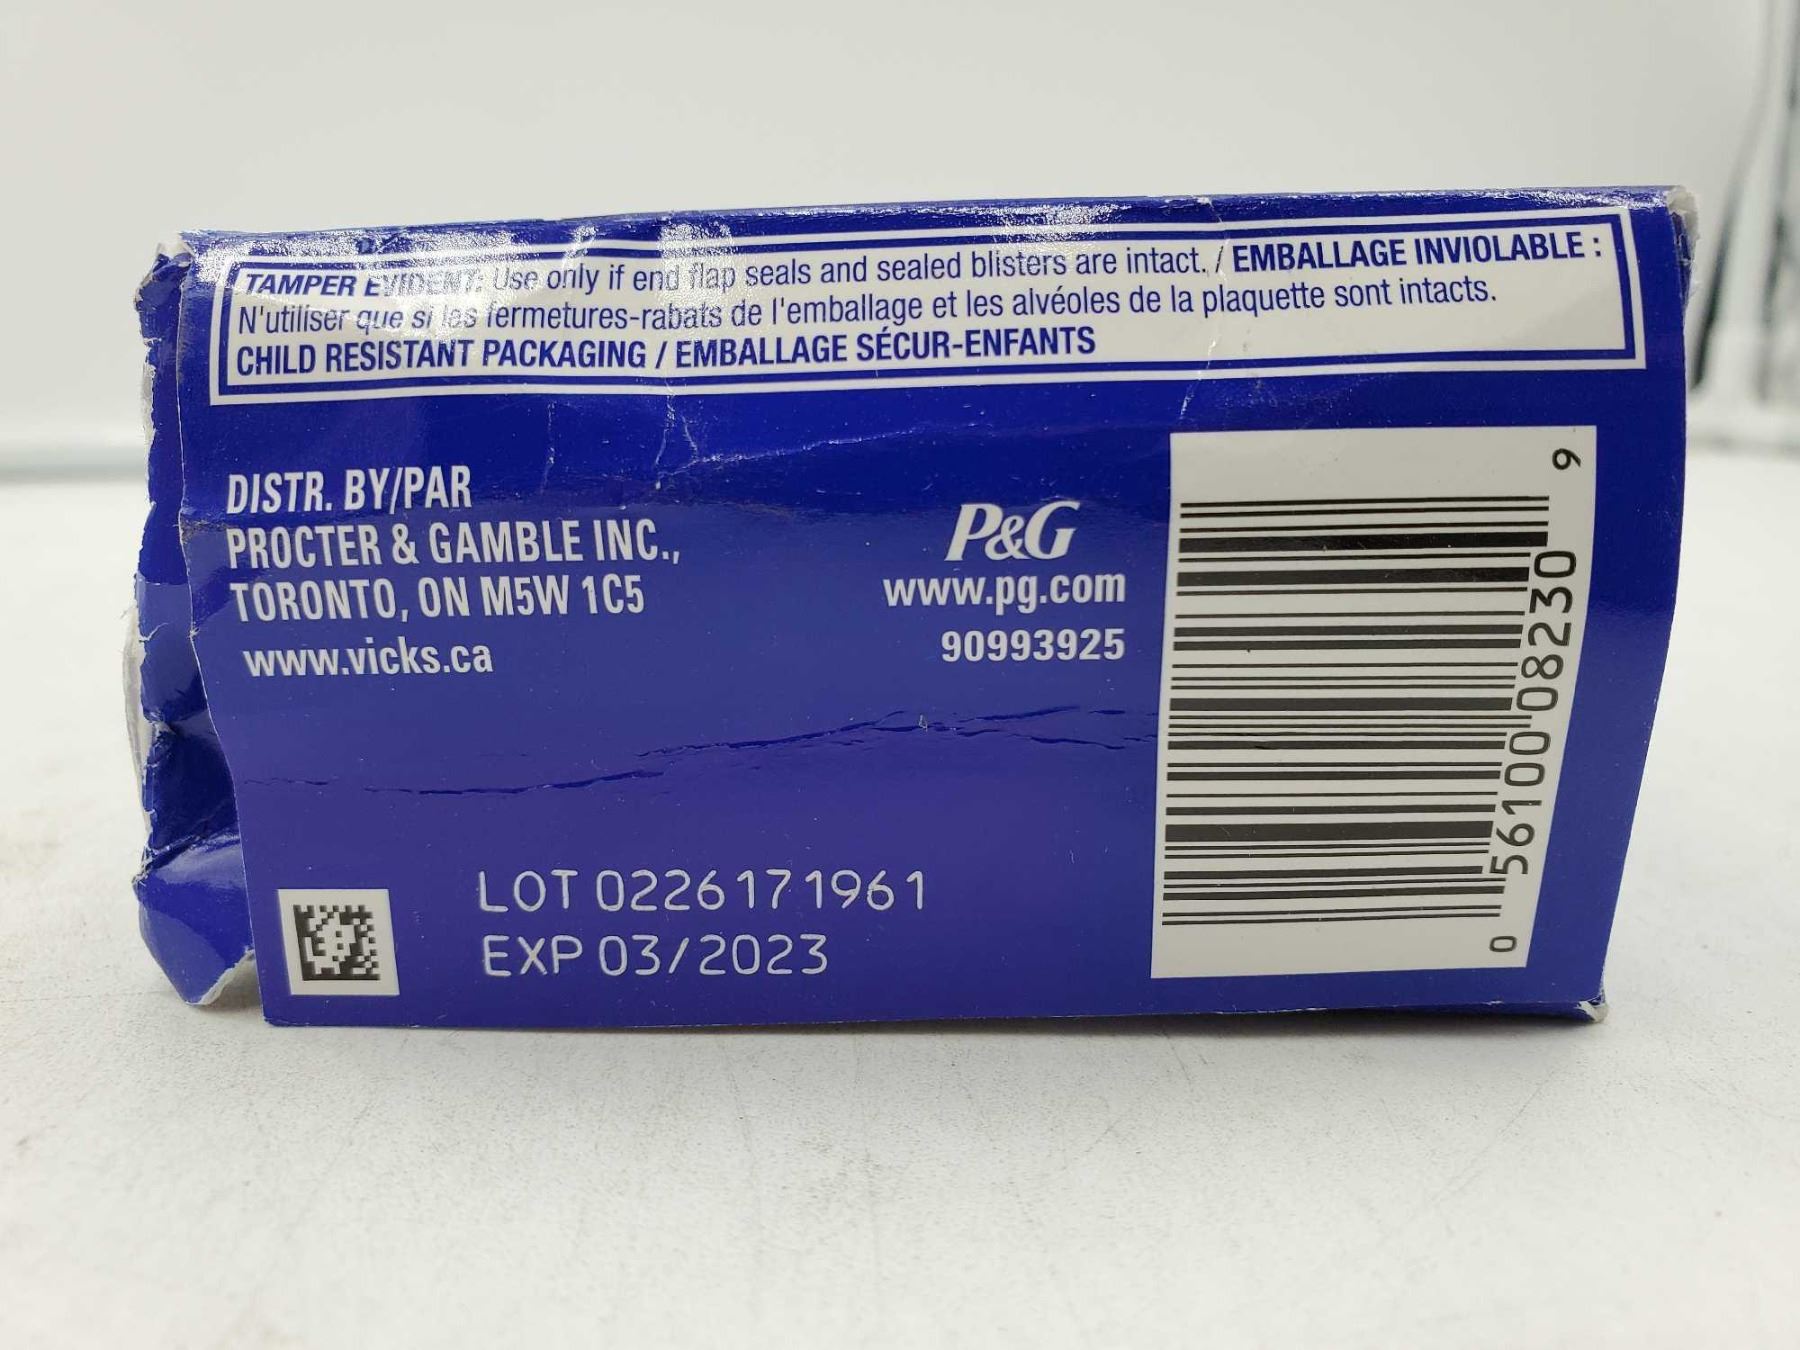 TAMPER EVIDENT: Use only if end flap seals and sealed blisters are intact. / EMBALLAGE INVIOLABLE :
N'utiliser que si les fermetures-rabats de l'emballage et les alvéoles de la plaquette sont intacts.
CHILD RESISTANT PACKAGING / EMBALLAGE SÉCUR-ENFANTS
DISTR. BY/PAR
PROCTER & GAMBLE INC.,
TORONTO, ON M5W 1C5
www.vicks.ca
P&G
www.pg.com
90993925
LOT 0226171961
EXP 03/2023
0 56100 08230 9